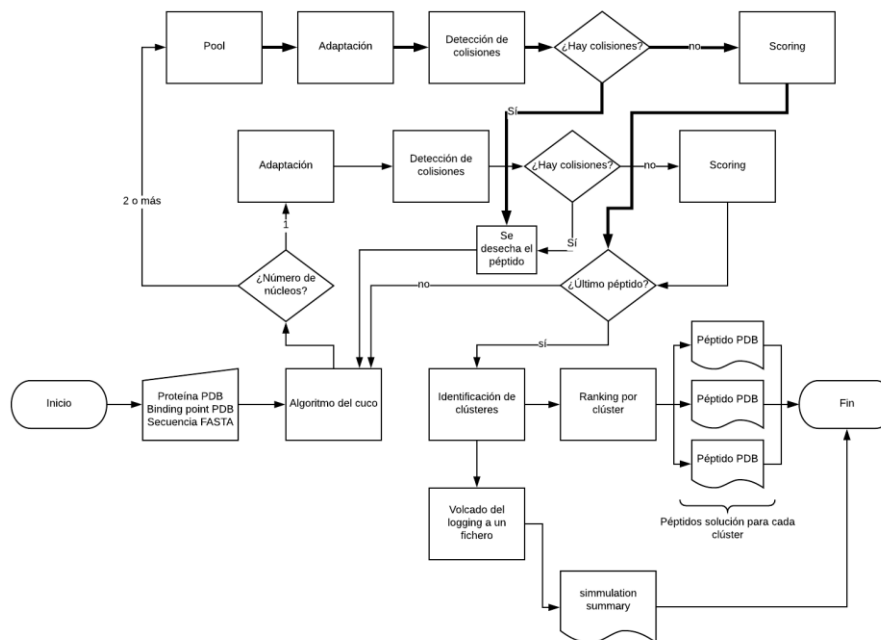 Pool
Adaptación
Detección de
colisiones
¿Hay colisiones?
no
Scoring
Sí
Adaptación
Detección de
colisiones
¿Hay colisiones?
no
Scoring
2 o más
1
Se
desecha el
péptido
Sí
¿Número de
núcleos?
no
¿Último péptido?
sí
Inicio
Proteína PDB
Binding point PDB
Secuencia FASTA
Algoritmo del cuco
Identificación de
clústeres
Ranking por
clúster
Péptido PDB
Péptido PDB
Péptido PDB
Fin
Péptidos solución para cada
clúster
Volcado del
logging a un
fichero
simmulation
summary